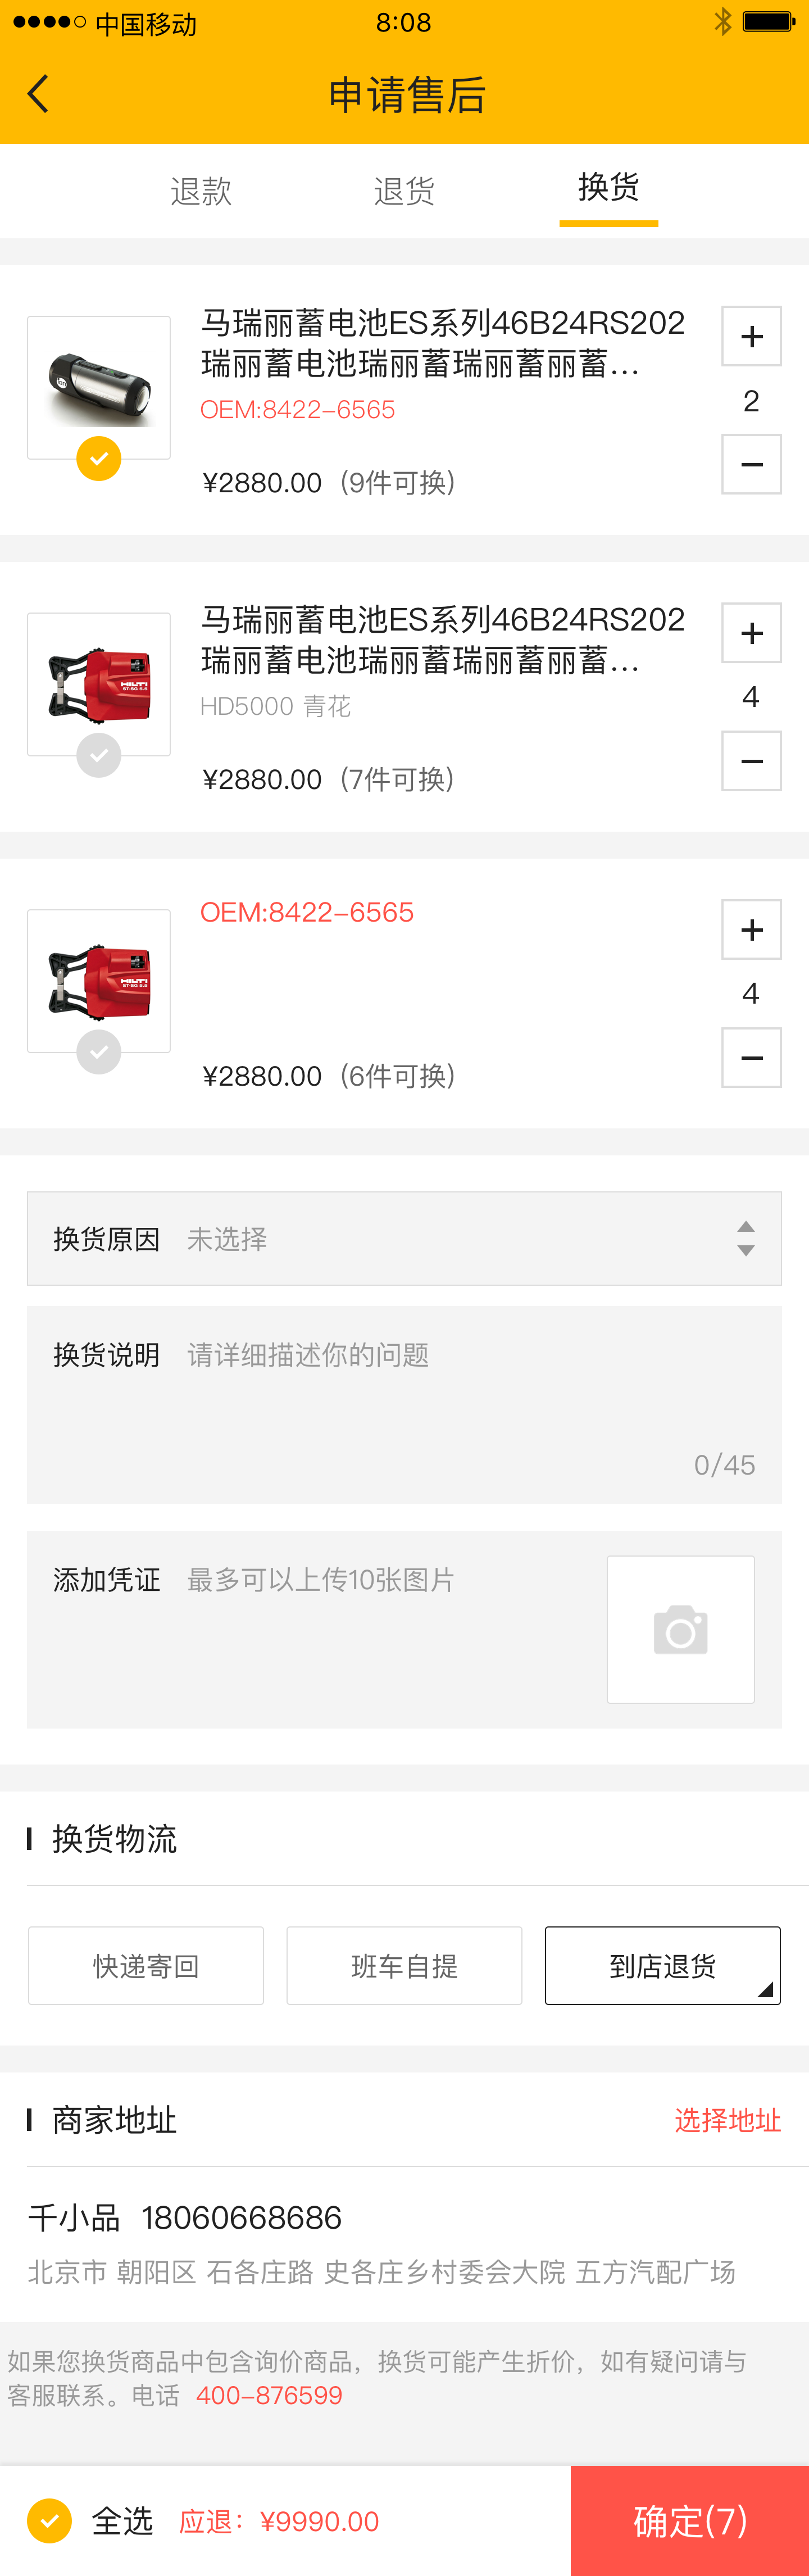 中国移动 8:08
申请售后
退款 退货 换货
马瑞丽蓄电池ES系列46B24RS202
瑞丽蓄电池瑞丽蓄瑞丽蓄丽蓄...
OEM:8422-6565
¥2880.00 (9件可换)
+
2
−
马瑞丽蓄电池ES系列46B24RS202
瑞丽蓄电池瑞丽蓄瑞丽蓄丽蓄...
HD5000 青花
¥2880.00 (7件可换)
+
4
−
HILTI
OEM:8422-6565
¥2880.00 (6件可换)
+
4
−
HILTI
换货原因 未选择
换货说明 请详细描述你的问题
0/45
添加凭证 最多可以上传10张图片
换货物流
快递寄回 班车自提 到店退货
商家地址 选择地址
千小品 18060668686
北京市 朝阳区 石各庄路 史各庄乡村委会大院 五方汽配广场
如果您换货商品中包含询价商品，换货可能产生折价，如有疑问请与
客服联系。电话 400-876599
全选 应退：¥9990.00 确定(7)